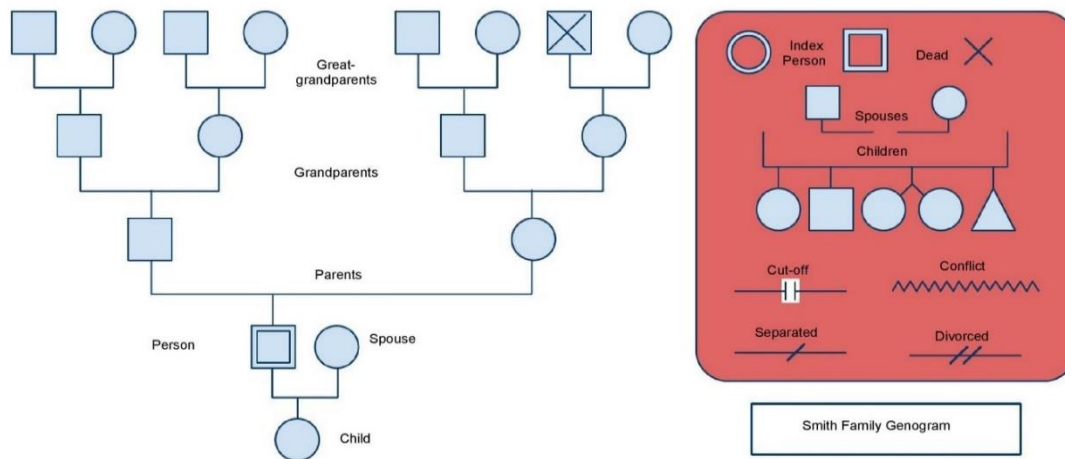 Great-
grandparents
Grandparents
Parents
Person
Spouse
Child
Index
Person
Dead
Spouses
Children
Cut-off
Conflict
Separated
Divorced
Smith Family Genogram